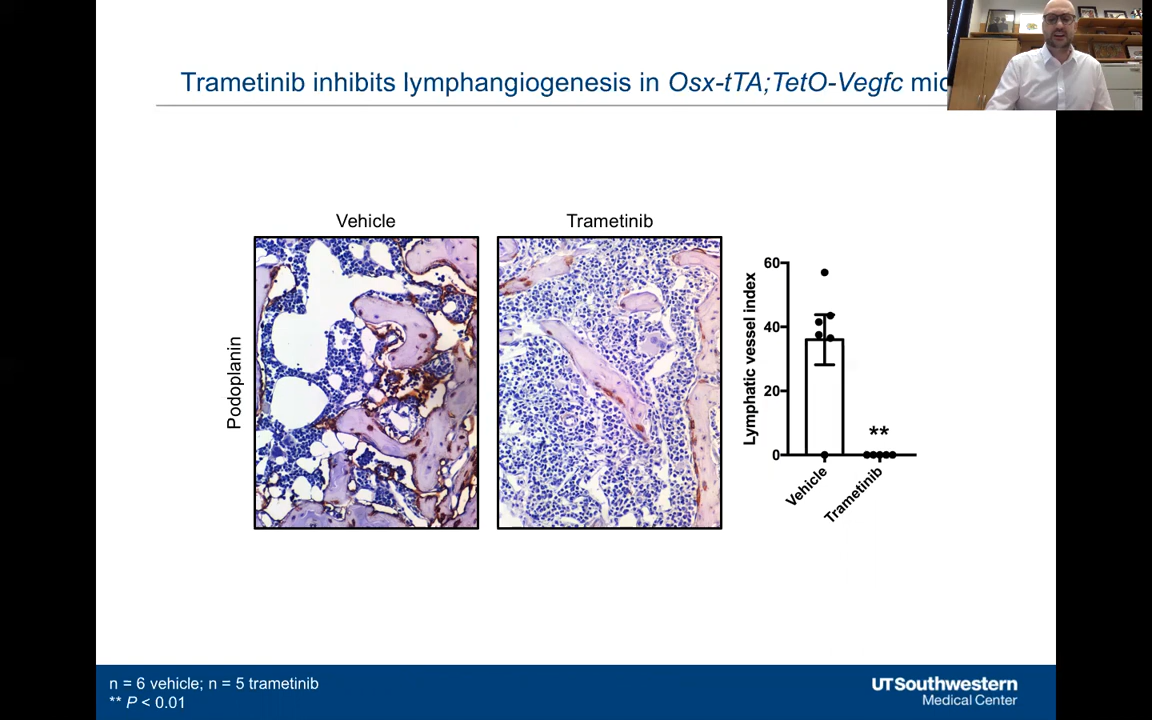 Trametinib inhibits lymphangiogenesis in Osx-tTA;TetO-Vegfc
Vehicle
Trametinib
Podoplanin
Lymphatic vessel index
60
40
20
0
**
Vehicle
Trametinib
n = 6 vehicle; n = 5 trametinib
** P < 0.01
UTSouthwestern
Medical Center